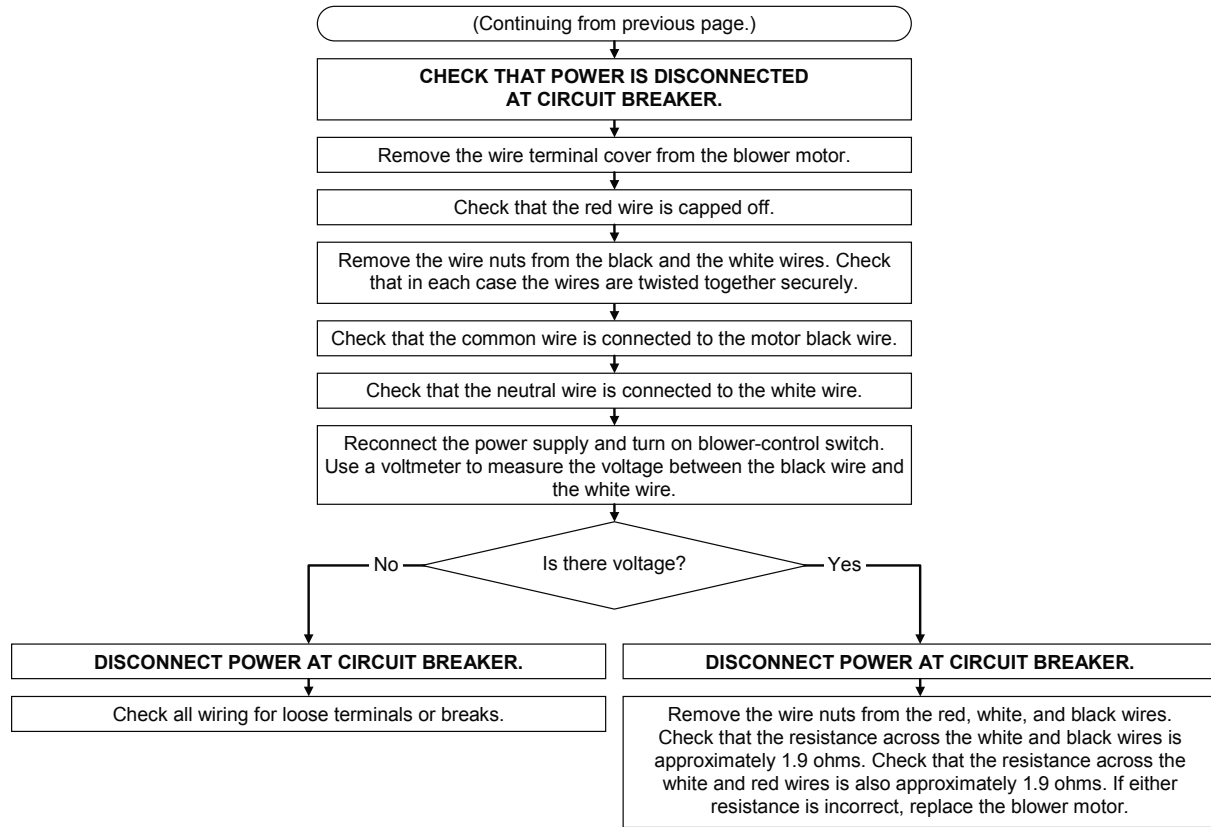 (Continuing from previous page.)
CHECK THAT POWER IS DISCONNECTED
AT CIRCUIT BREAKER.
Remove the wire terminal cover from the blower motor.
Check that the red wire is capped off.
Remove the wire nuts from the black and the white wires. Check
that in each case the wires are twisted together securely.
Check that the common wire is connected to the motor black wire.
Check that the neutral wire is connected to the white wire.
Reconnect the power supply and turn on blower-control switch.
Use a voltmeter to measure the voltage between the black wire and
the white wire.
Is there voltage?
No
Yes
DISCONNECT POWER AT CIRCUIT BREAKER.
Check all wiring for loose terminals or breaks.
DISCONNECT POWER AT CIRCUIT BREAKER.
Remove the wire nuts from the red, white, and black wires.
Check that the resistance across the white and black wires is
approximately 1.9 ohms. Check that the resistance across the
white and red wires is also approximately 1.9 ohms. If either
resistance is incorrect, replace the blower motor.